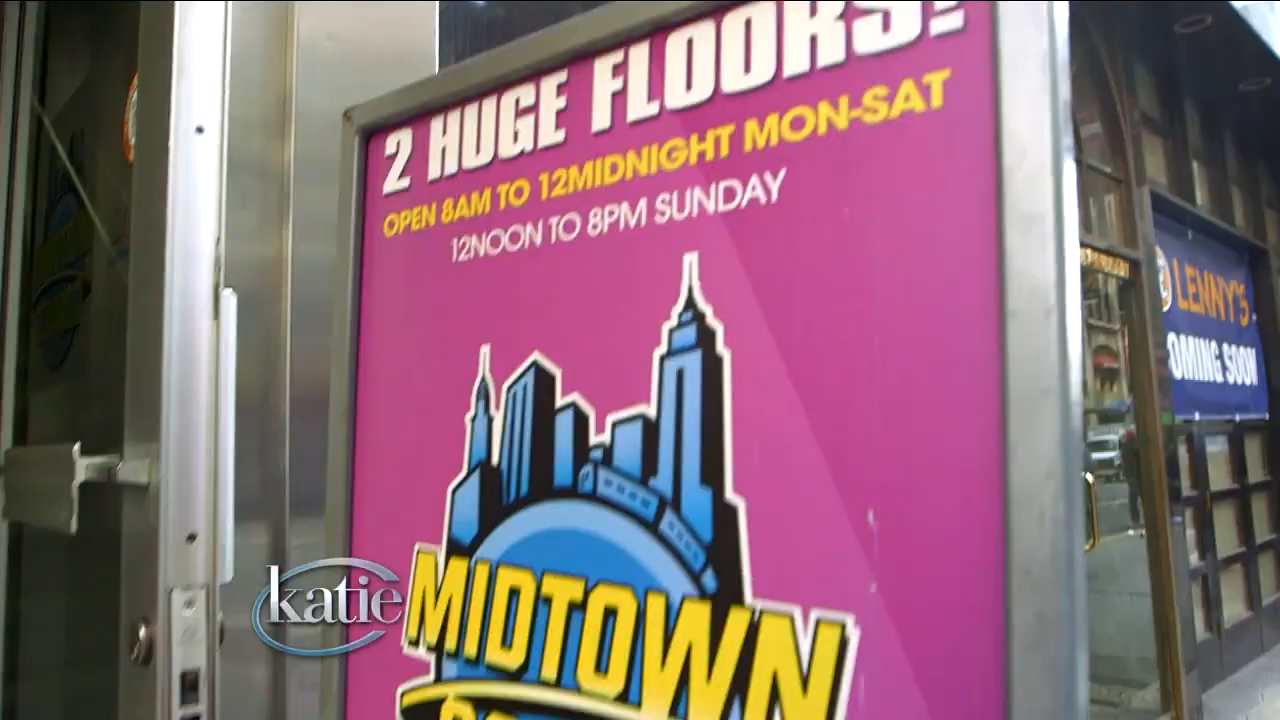 2 HUGE FLOORS!
OPEN 8AM TO 12MIDNIGHT MON-SAT
12NOON TO 8PM SUNDAY
LENNY'S
OMING SOON
katie
MIDTOWN